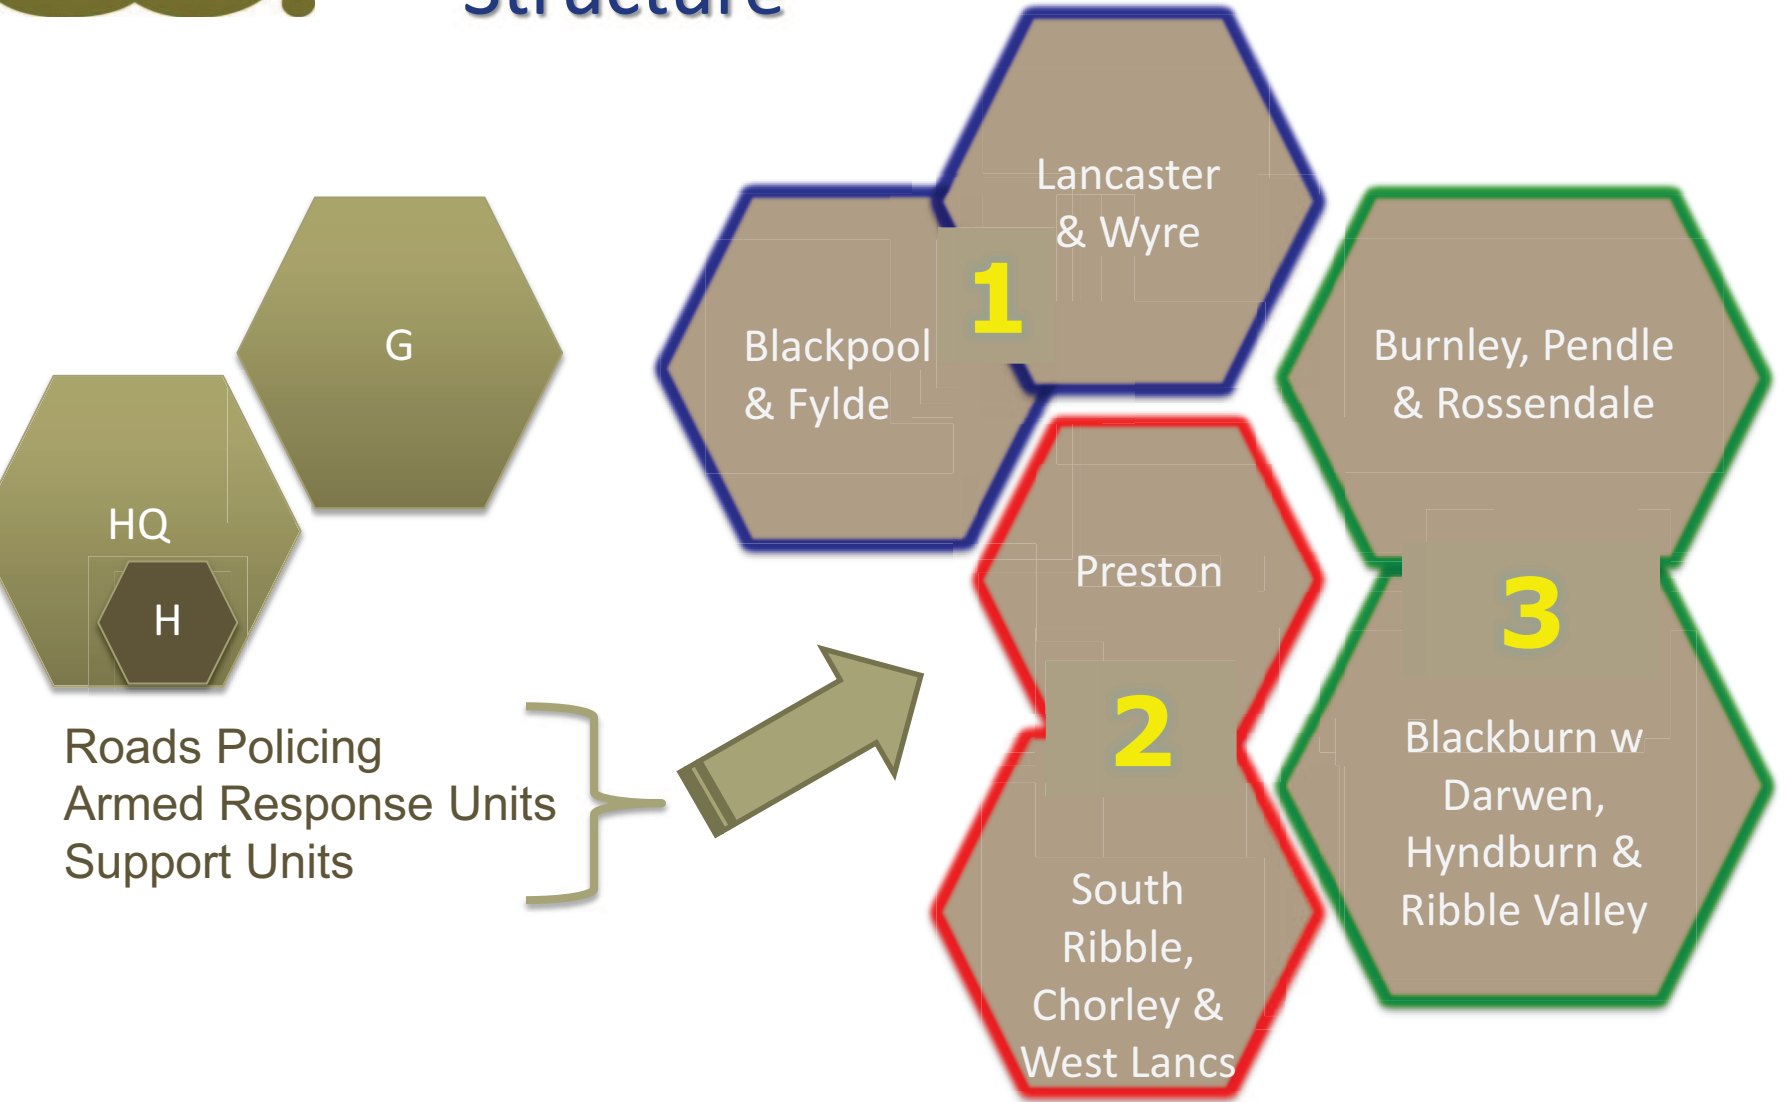 Structure
Lancaster
& Wyre
1
Blackpool
& Fylde
G
Burnley, Pendle
& Rossendale
HQ
H
Preston
2
3
Roads Policing
Armed Response Units
Support Units
Blackburn w
Darwen,
Hyndburn &
Ribble Valley
South
Ribble,
Chorley &
West Lancs